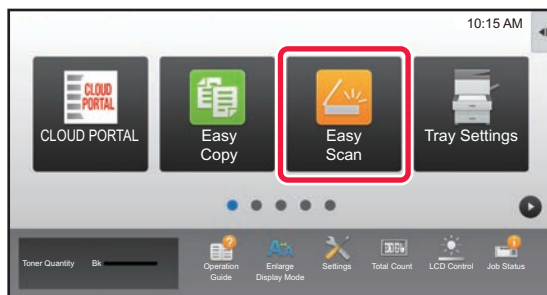 10:15 AM
CLOUD
PORTAL
CLOUD PORTAL
Easy
Copy
Easy
Scan
Tray Settings
Toner Quantity Bk
Operation
Guide
Enlarge
Display Mode
Settings
Total Count
LCD Control
Job Status